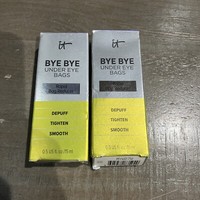 iT
BYE BYE
UNDER EYE
BAGS
DEPUFF
TIGHTEN
SMOOTH
iT
BYE BYE
UNDER EYE
BAGS
DEPUFF
TIGHTEN
SMOOTH